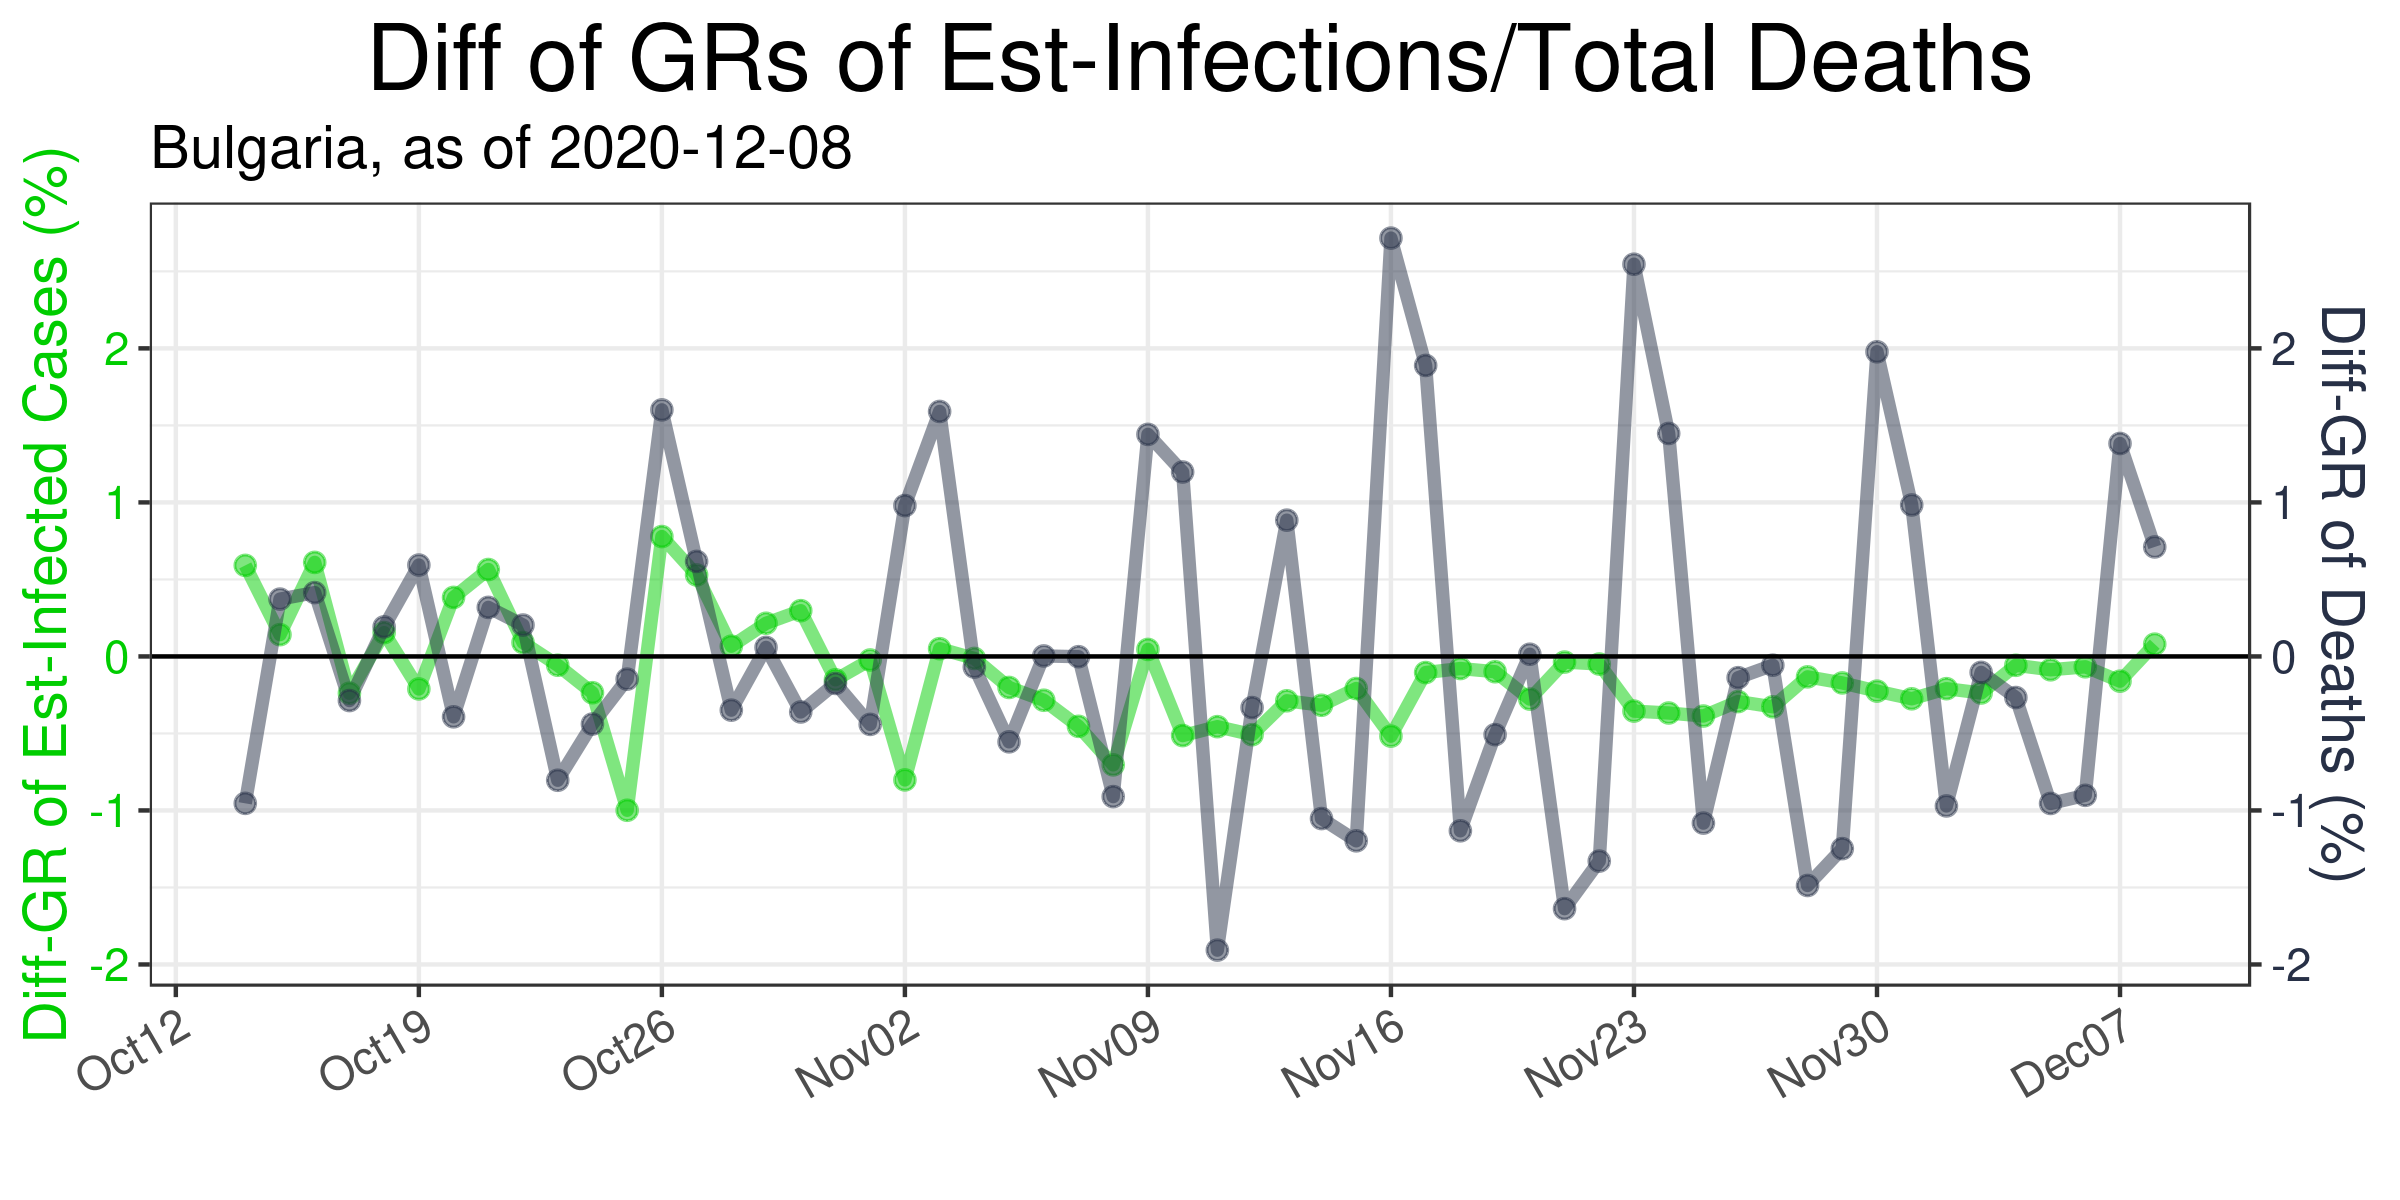 Diff of GRs of Est-Infections/Total Deaths
Bulgaria, as of 2020-12-08
Diff-GR of Est-Infected Cases (%)
2
1
0
-1
-2
2
1
0
-1
-2
Diff-GR of Deaths (%)
Oct12
Oct19
Oct26
Nov02
Nov09
Nov16
Nov23
Nov30
Dec07